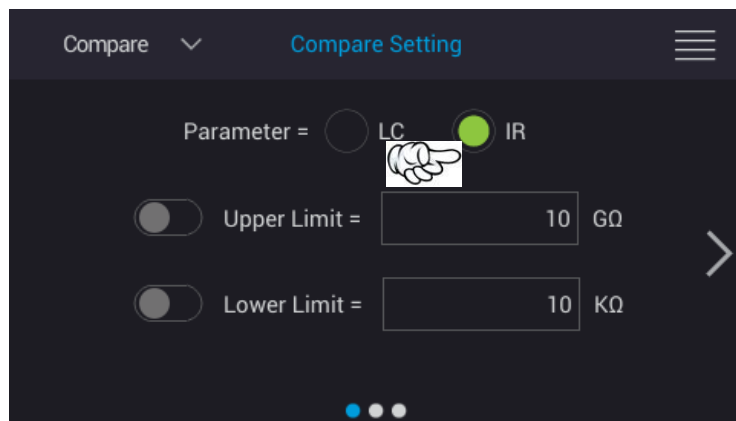 Compare Compare Setting
Parameter = LC IR
Upper Limit = 10 GΩ
Lower Limit = 10 KΩ